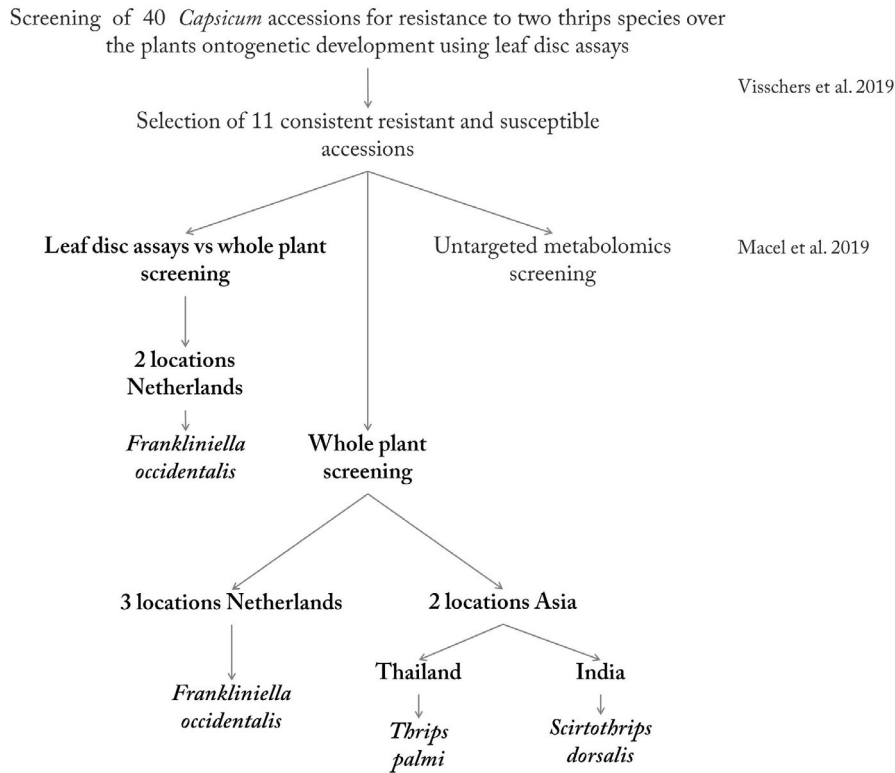 Screening of 40 Capsicum accessions for resistance to two thrips species over
the plants ontogenetic development using leaf disc assays
Visschers et al. 2019
Selection of 11 consistent resistant and susceptible
accessions
Leaf disc assays vs whole plant
screening
Untargeted metabolomics
screening
Macel et al. 2019
2 locations
Netherlands
Frankliniella
occidentalis
Whole plant
screening
3 locations Netherlands
2 locations Asia
Frankliniella
occidentalis
Thailand
India
Thrips
palmi
Scirtothrips
dorsalis